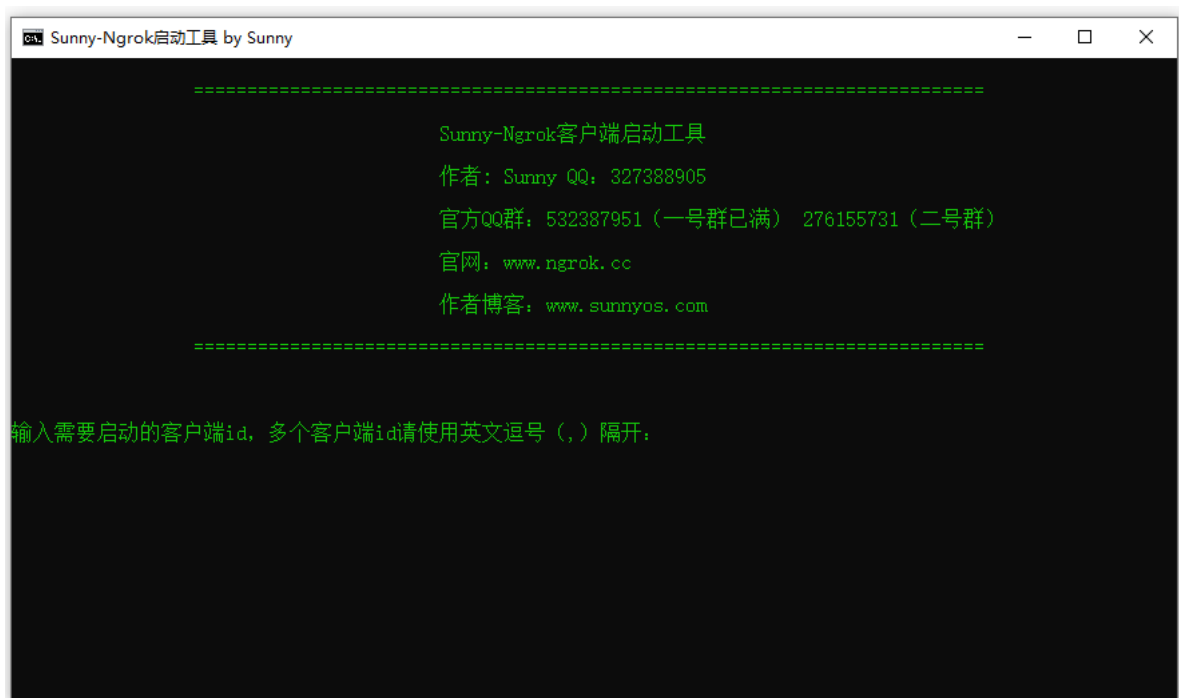 Sunny-Ngrok启动工具 by Sunny
=========================================================================
Sunny-Ngrok客户端启动工具
作者: Sunny QQ：327388905
官方QQ群：532387951（一号群已满） 276155731（二号群）
官网：www.ngrok.cc
作者博客：www.sunnyos.com
=========================================================================
输入需要启动的客户端id，多个客户端id请使用英文逗号（,）隔开：